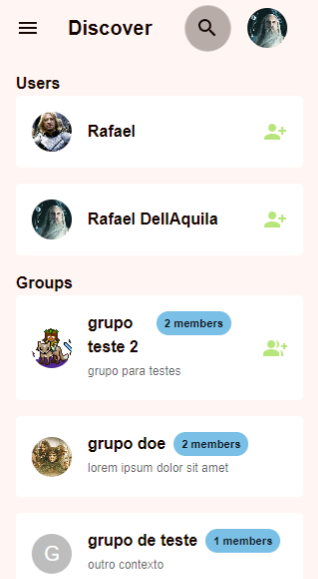 Discover
Users
Rafael
Rafael DellAquila
Groups
grupo 2 members
teste 2
grupo para testes
grupo doe 2 members
lorem ipsum dolor sit amet
G
grupo de teste 1 members
outro contexto